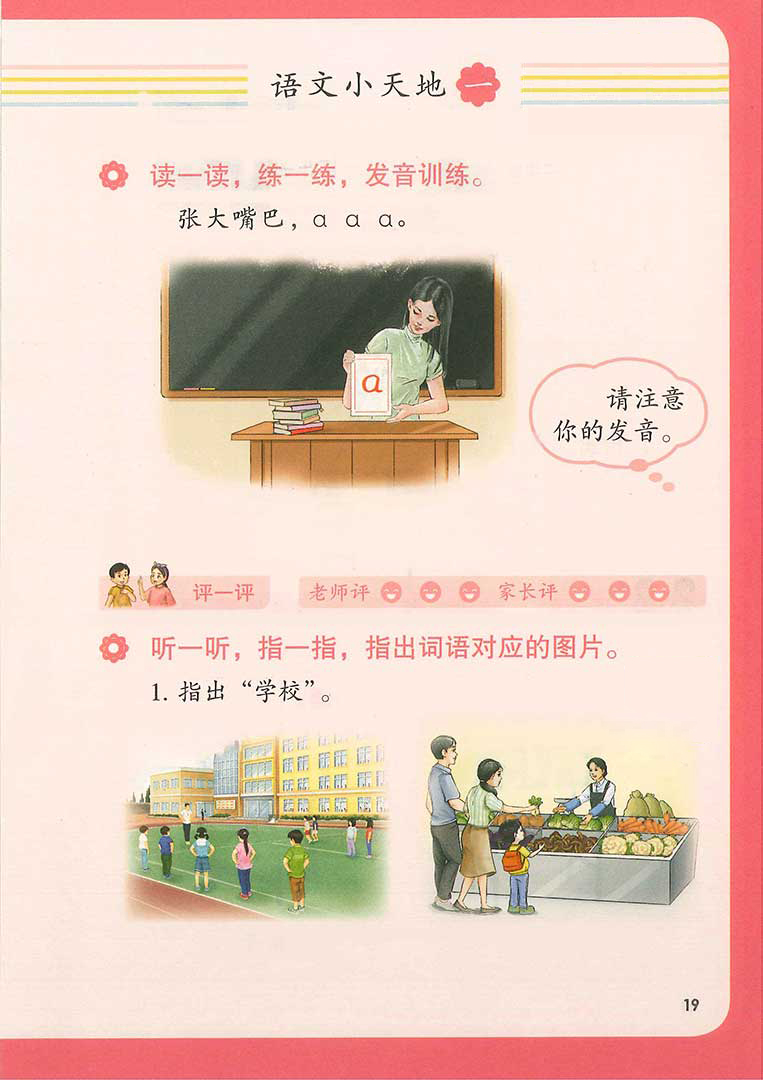 语文小天地 一
读一读，练一练，发音训练。
张大嘴巴，ɑ ɑ ɑ。
ɑ
请注意
你的发音。
评一评 老师评 家长评
听一听，指一指，指出词语对应的图片。
1. 指出“学校”。
19